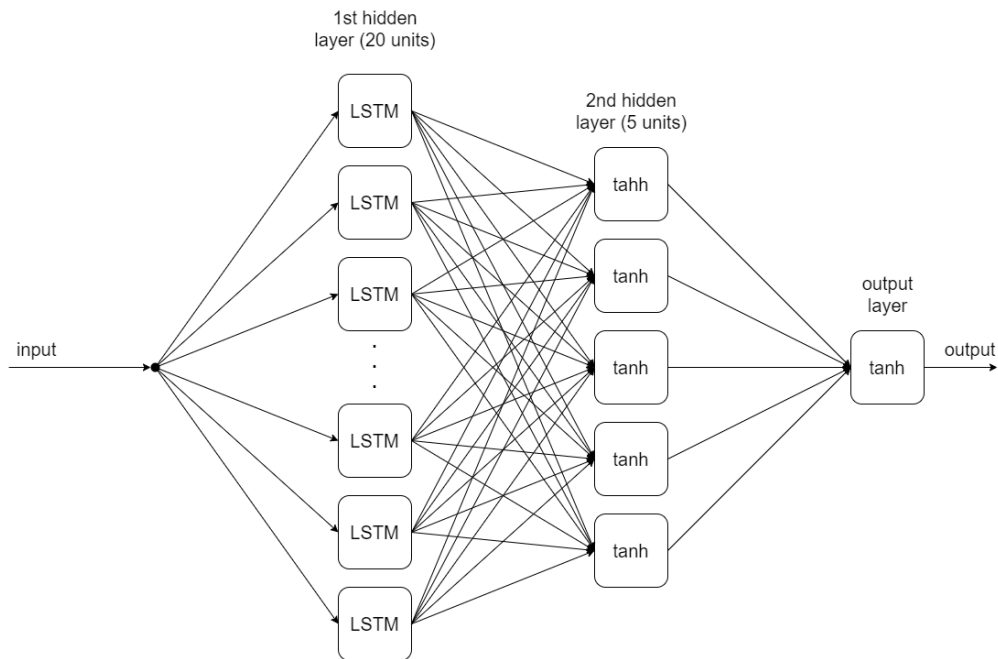 1st hidden
layer (20 units)
LSTM
LSTM
LSTM
.
.
.
LSTM
LSTM
LSTM
2nd hidden
layer (5 units)
tahh
tanh
tanh
tanh
tanh
output
layer
tanh
input
output